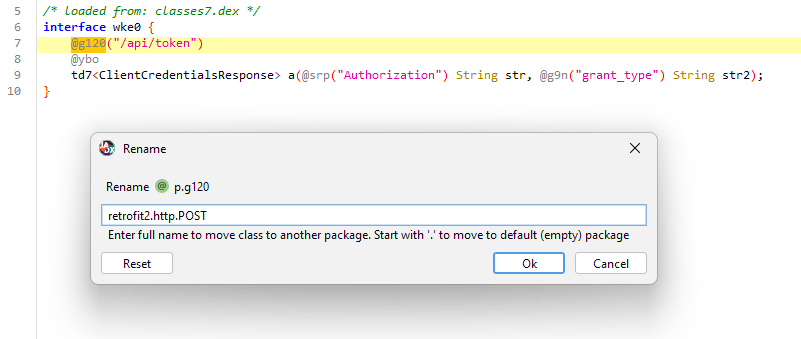 5 /* loaded from: classes7.dex */
6 interface wke0 {
7 @g120("/api/token")
8 @ybo
9 td7<ClientCredentialsResponse> a(@srp("Authorization") String str, @g9n("grant_type") String str2);
10 }
Rename
Rename @ p.g120
retrofit2.http.POST
Enter full name to move class to another package. Start with '.' to move to default (empty) package
Reset Ok Cancel